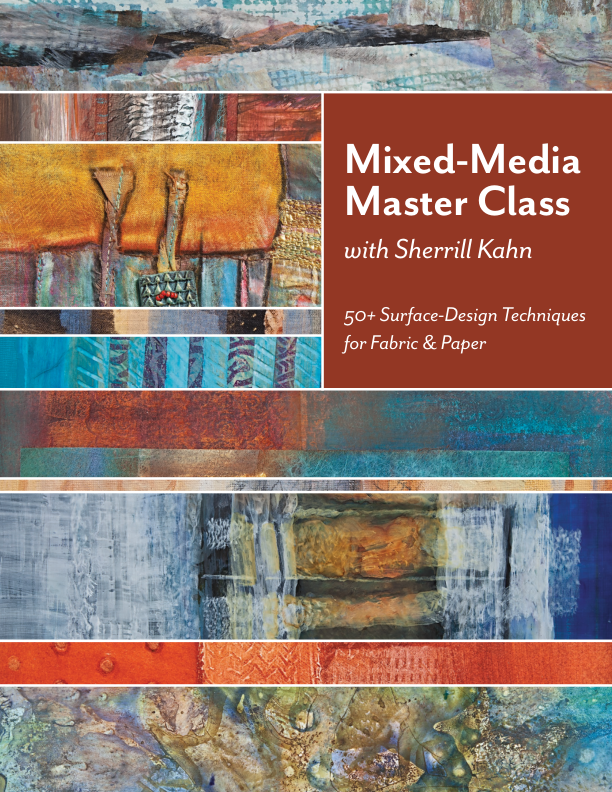 Mixed-Media
Master Class
with Sherrill Kahn
50+ Surface-Design Techniques
for Fabric & Paper